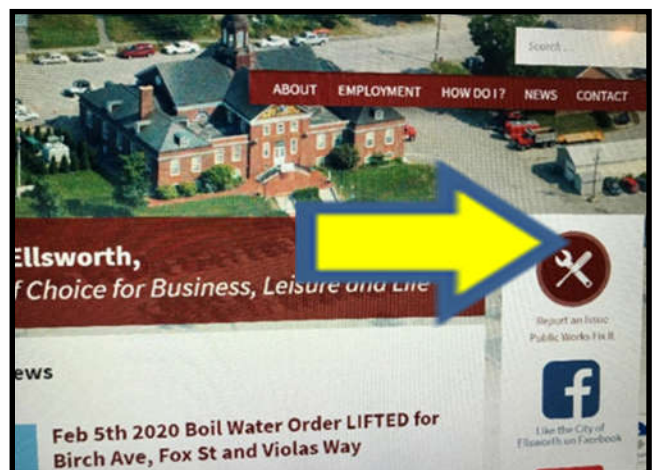 Search ...
ABOUT EMPLOYMENT HOW DO I? NEWS CONTACT
Ellsworth,
f Choice for Business, Leisure and Life
Report an Issue
Public Works Fix It
ews
Like the City of
Ellsworth on Facebook
Feb 5th 2020 Boil Water Order LIFTED for
Birch Ave, Fox St and Violas Way